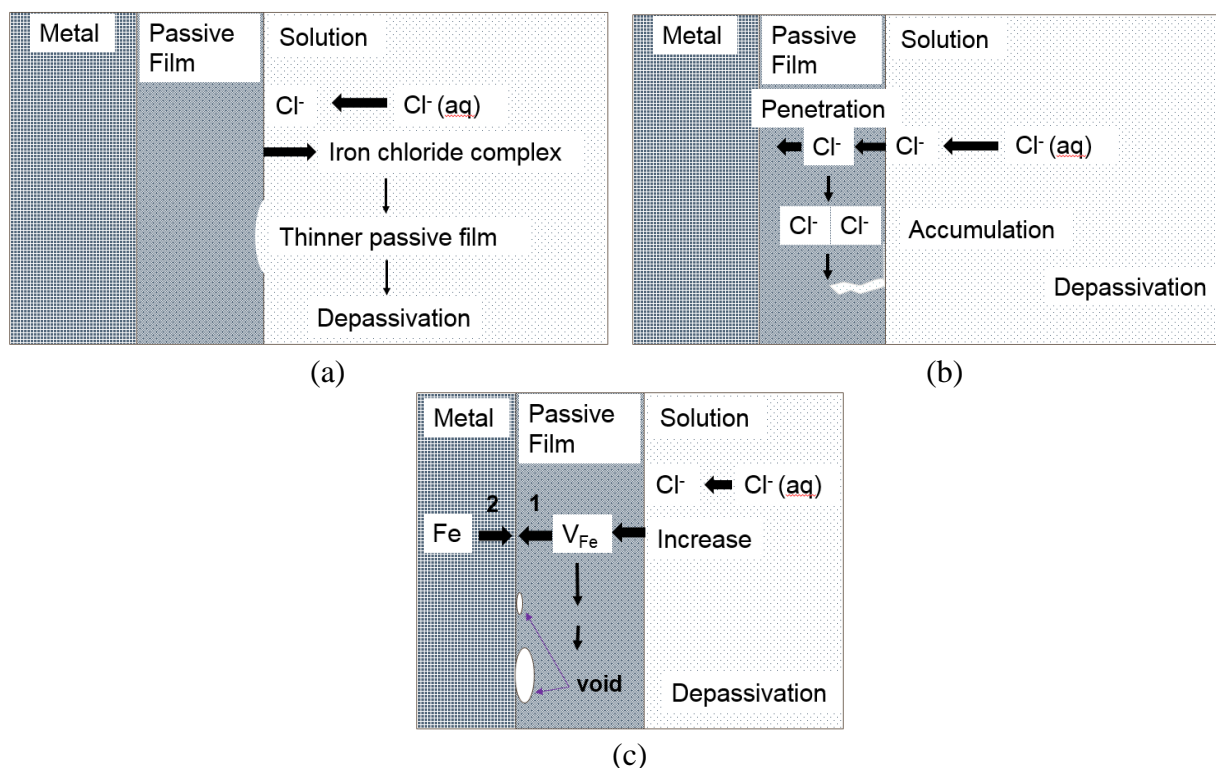 Metal
Passive
Film
Solution
Cl⁻
Cl⁻ (aq)
Iron chloride complex
Thinner passive film
Depassivation
(a)
Metal
Passive
Film
Solution
Penetration
Cl⁻
Cl⁻
Cl⁻ (aq)
Cl⁻
Cl⁻
Accumulation
Depassivation
(b)
Metal
Passive
Film
Solution
Cl⁻
Cl⁻ (aq)
2
1
Fe
V_Fe
Increase
void
Depassivation
(c)